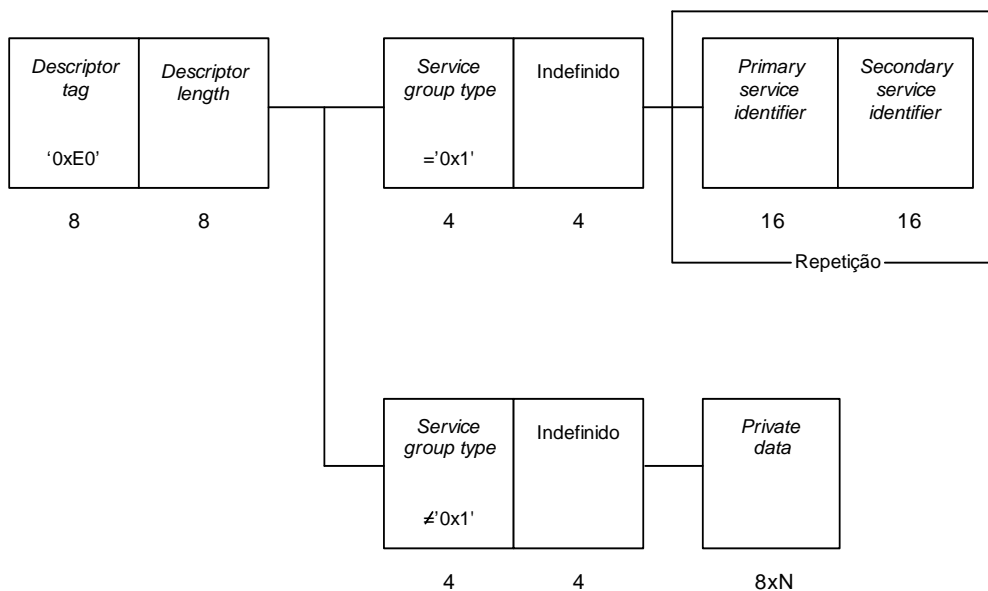 Descriptor
tag
'0xE0'
Descriptor
length
Service
group type
='0x1'
Indefinido
Primary
service
identifier
Secondary
service
identifier
8
8
4
4
16
16
Repetição
Service
group type
≠'0x1'
Indefinido
Private
data
4
4
8xN